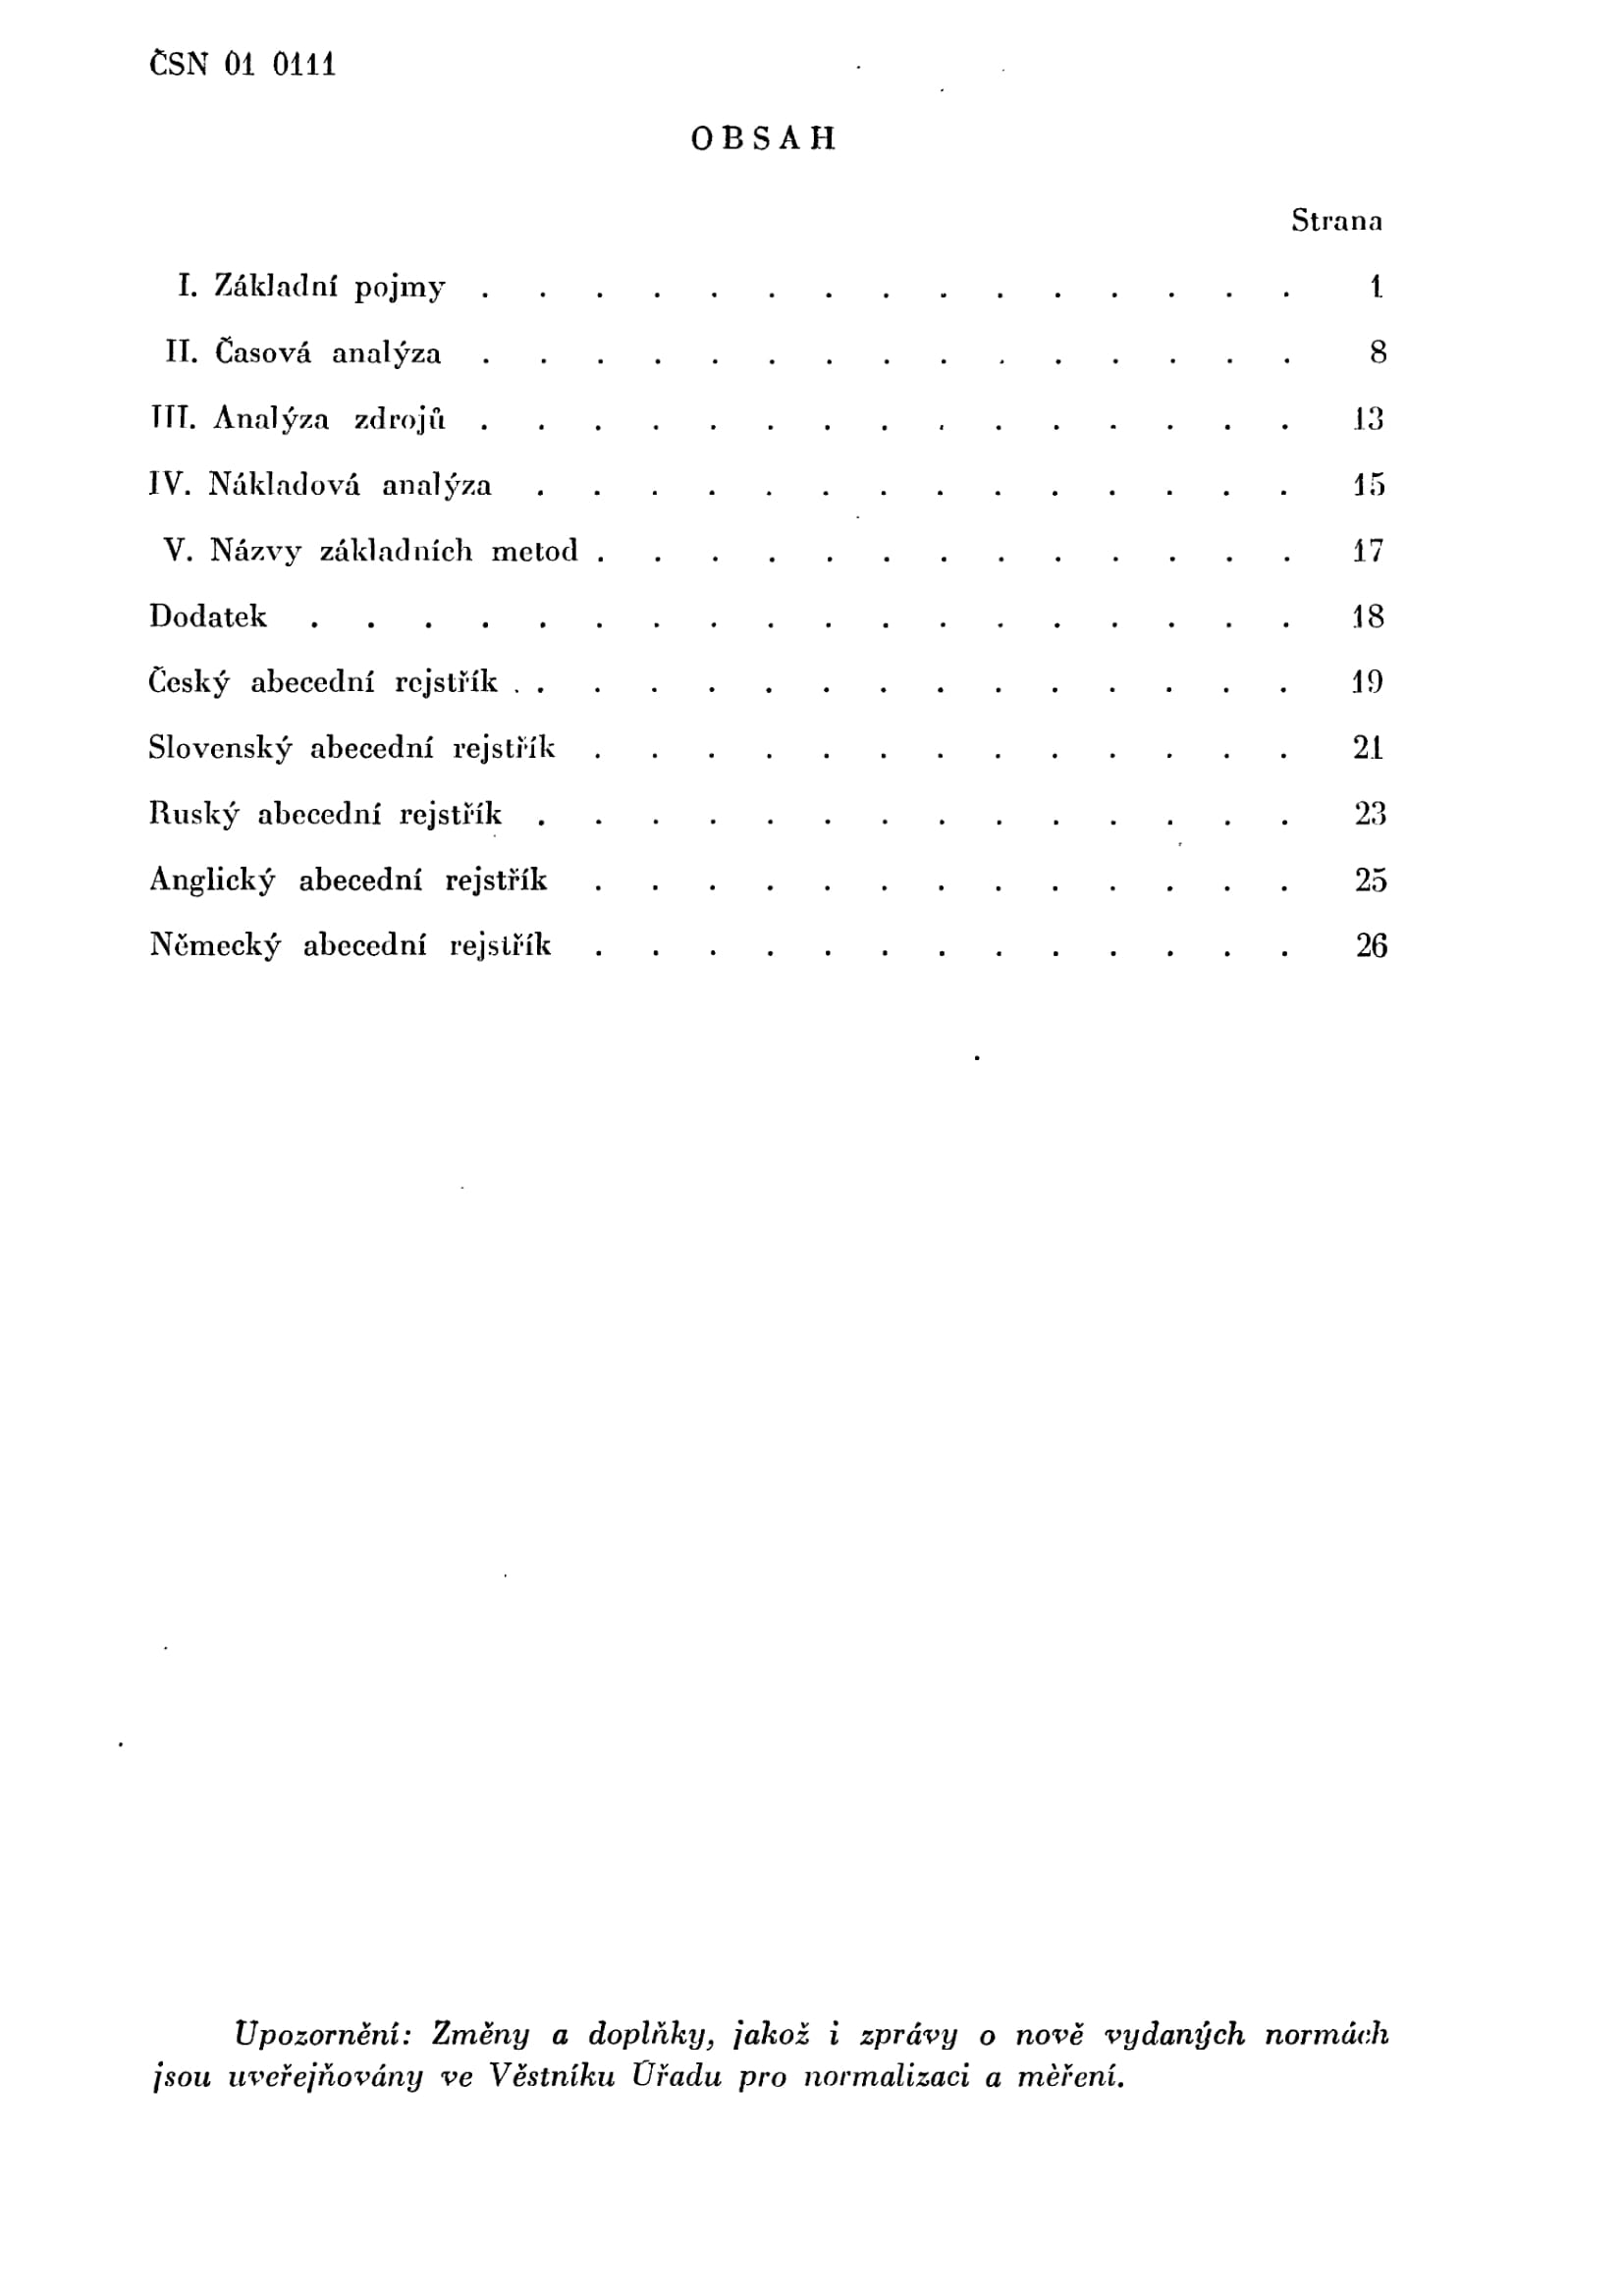 ČSN 01 0111
OBSAH
Strana
I. Základní pojmy . . . . . . . . . . . . . . . 1
II. Časová analýza . . . . . . . . . . . . . . . 8
III. Analýza zdrojů . . . . . . . . . . . . . . . 13
IV. Nákladová analýza . . . . . . . . . . . . . . 15
V. Názvy základních metod . . . . . . . . . . . . . 17
Dodatek . . . . . . . . . . . . . . . . . . 18
Český abecední rejstřík . . . . . . . . . . . . . . . 19
Slovenský abecední rejstřík . . . . . . . . . . . . . 21
Ruský abecední rejstřík . . . . . . . . . . . . . . 23
Anglický abecední rejstřík . . . . . . . . . . . . . 25
Německý abecední rejstřík . . . . . . . . . . . . . 26
Upozornění: Změny a doplňky, jakož i zprávy o nově vydaných normách
jsou uveřejňovány ve Věstníku Úřadu pro normalizaci a měření.